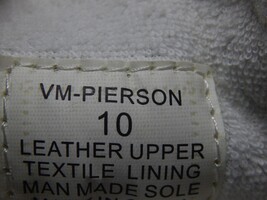 VM-PIERSON
10
LEATHER UPPER
TEXTILE LINING
MAN MADE SOLE